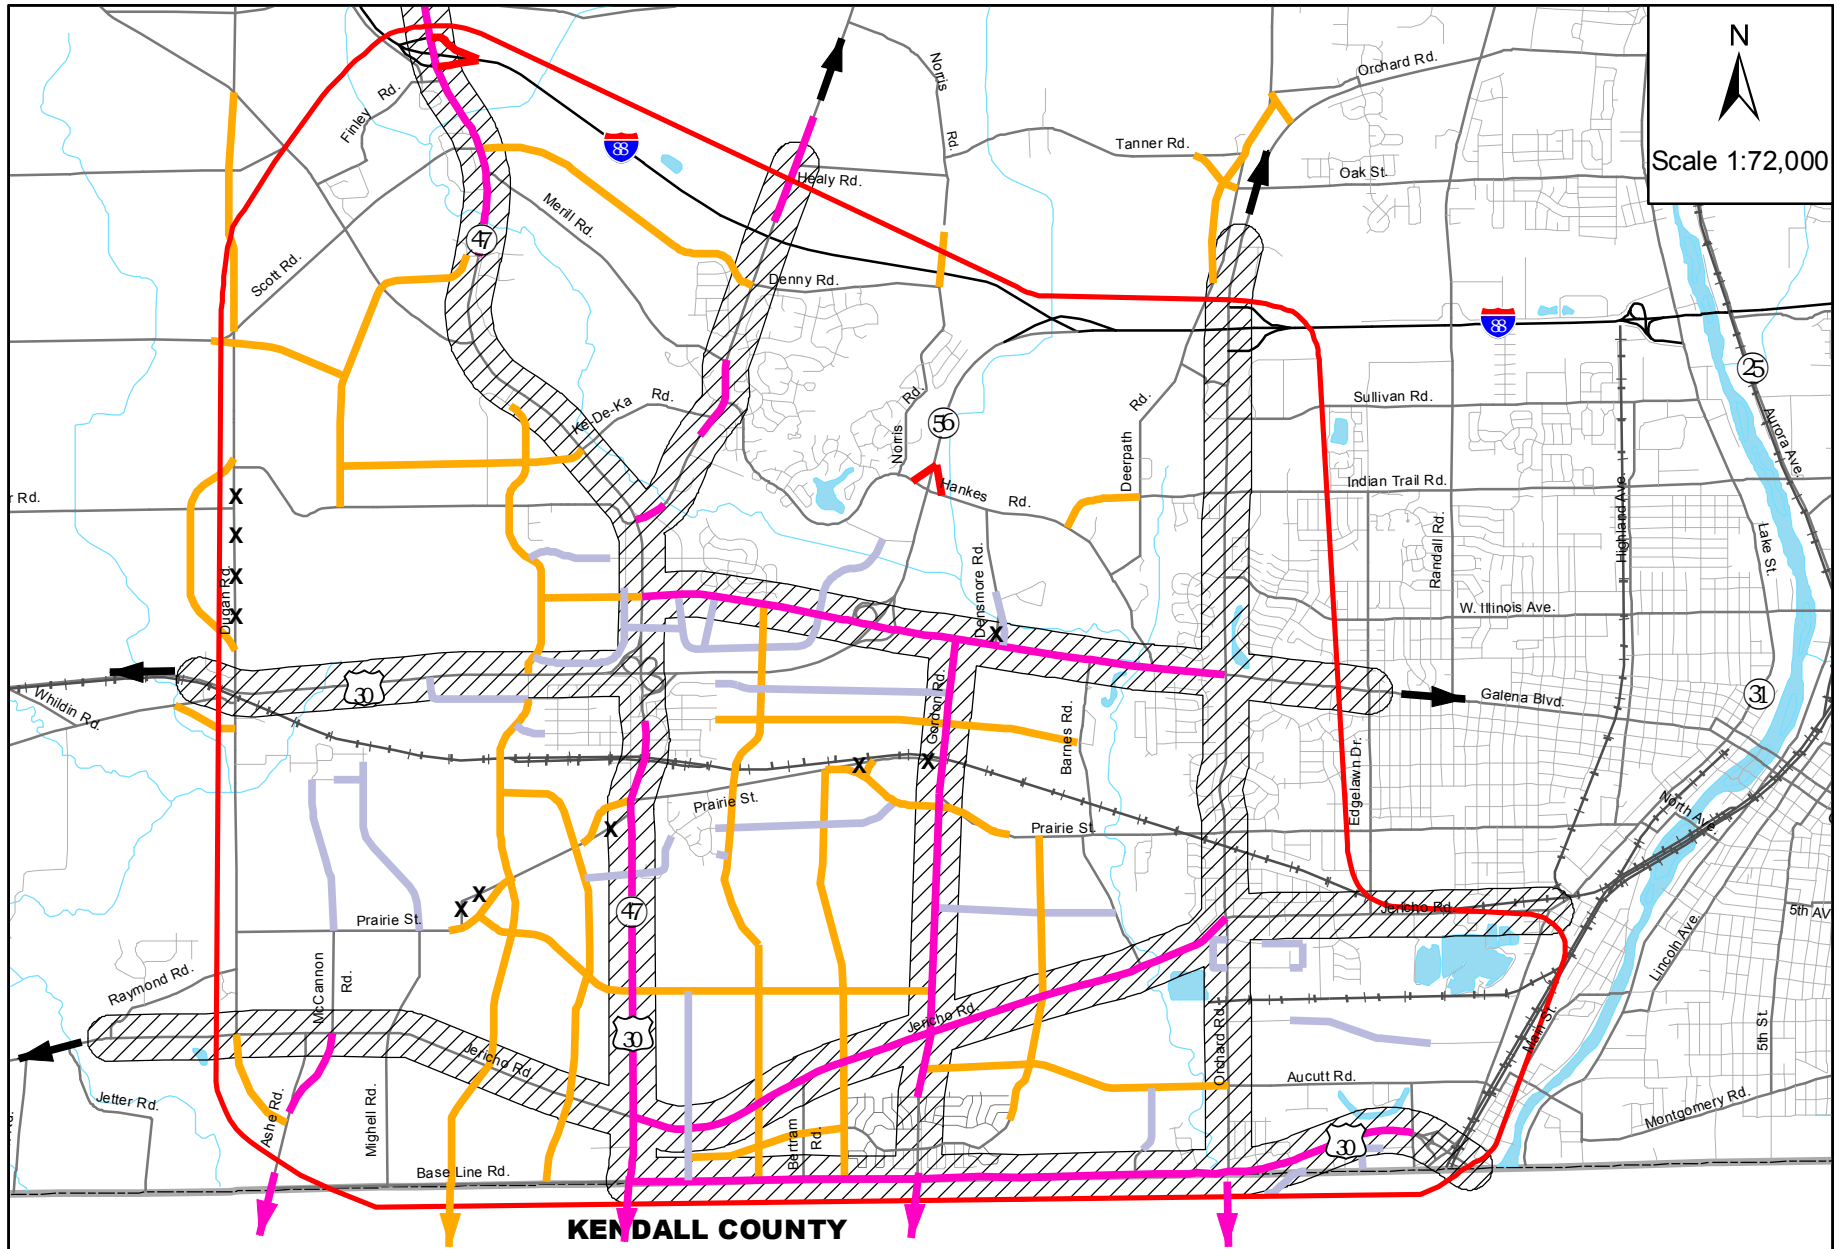 N
Scale 1:72,000
Orchard Rd.
Norris
Rd.
Tanner Rd.
Oak St.
Finley
Rd.
88
Healy Rd.
Merill Rd.
47
Scott Rd.
Denny Rd.
88
25
Sullivan Rd.
Aurora Ave.
Ke-De-Ka
Rd.
Norris
Rd.
56
Deerpath
Rd.
Hankes
Rd.
Indian Trail Rd.
r Rd.
X
X
X
X
Dugan Rd.
Randall Rd.
Highland Ave.
Lake St.
Densmore Rd.
X
W. Illinois Ave.
30
Whildin Rd.
Gordon Rd.
Galena Blvd.
31
Barnes Rd.
Edgelawn Dr.
X
X
Prairie St.
X
Prairie St.
North Ave.
X
X
Prairie St.
47
Jericho Rd.
5th AV
Lincoln Ave.
Raymond Rd.
McCannon
Rd.
30
Jericho Rd.
Jericho Rd.
Orchard Rd.
Main St.
5th St.
Aucutt Rd.
Jetter Rd.
Ashe Rd.
Mighell Rd.
Bertram
Rd.
30
Montgomery Rd.
Base Line Rd.
KENDALL COUNTY